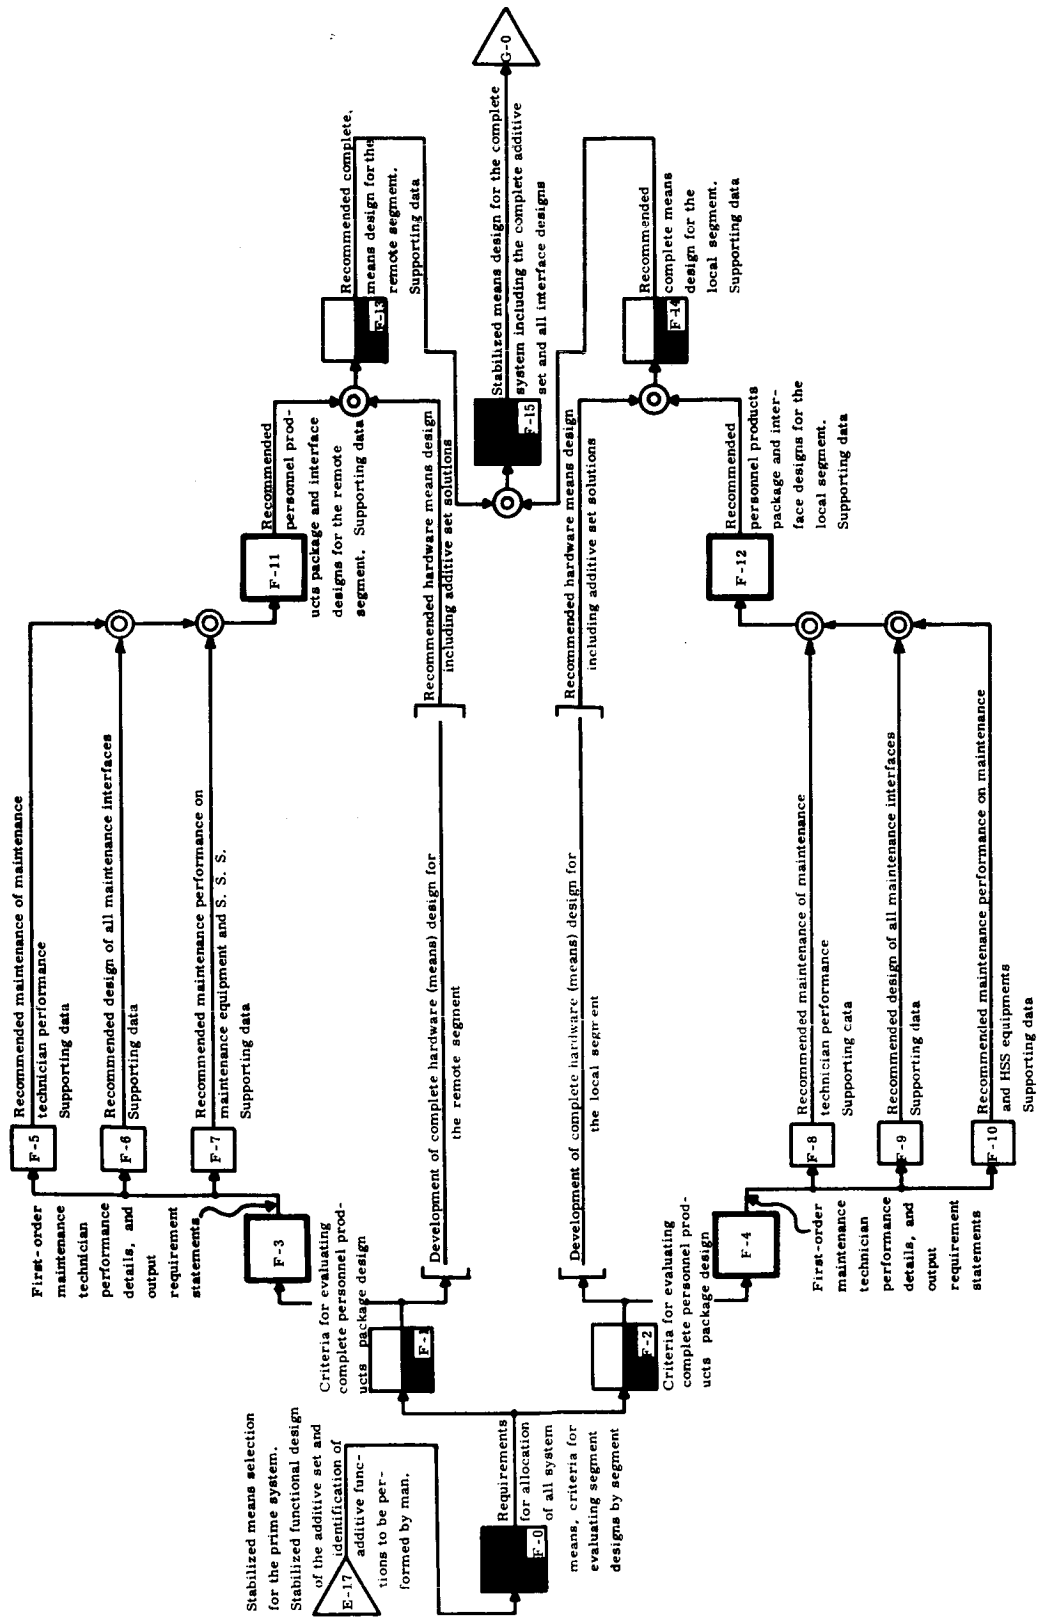 Stabilized means selection
for the prime system.
Stabilized functional design
of the additive set and
identification of
additive func-
tions to be per-
formed by man.
E-17
F-0
Requirements
for allocation
of all system
means, criteria for
evaluating segment
designs by segment
Criteria for evaluating
complete personnel prod-
ucts package design
F-1
F-3
First-order
maintenance
technician
performance
details, and
output
requirement
statements
F-5
Recommended maintenance of maintenance
technician performance
Supporting data
F-6
Recommended design of all maintenance interfaces
Supporting data
F-7
Recommended maintenance performance on
maintenance equipment and S. S. S.
Supporting data
F-11
Recommended
personnel prod-
ucts package and interface
designs for the remote
segment. Supporting data
Development of complete hardware (means) design for
the remote segment
Recommended hardware means design
including additive set solutions
F-13
Recommended complete,
means design for the
remote segment.
Supporting data
F-15
Stabilized means design for the complete
system including the complete additive
set and all interface designs
G-0
Development of complete hardware (means) design for
the local segment
Recommended hardware means design
including additive set solutions
F-14
Recommended
complete means
design for the
local segment.
Supporting data
F-2
Criteria for evaluating
complete personnel prod-
ucts package design
F-4
First-order
maintenance
technician
performance
details, and
output
requirement
statements
F-8
Recommended maintenance of maintenance
technician performance
Supporting data
F-9
Recommended design of all maintenance interfaces
Supporting data
F-10
Recommended maintenance performance on maintenance
and HSS equipments
Supporting data
F-12
Recommended
personnel products
package and inter-
face designs for the
local segment.
Supporting data